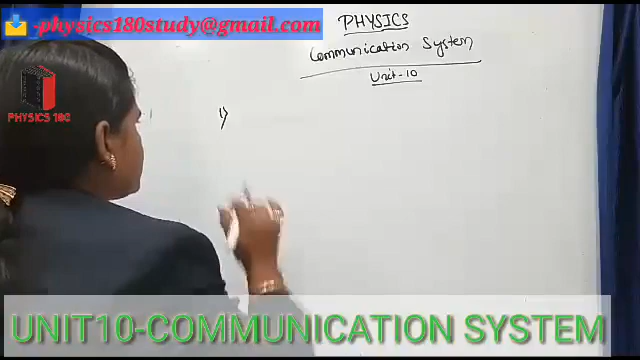 📩-physics180study@gmail.com
PHYSICS
Communication System
Unit-10
PHYSICS 180
1)
UNIT10-COMMUNICATION SYSTEM